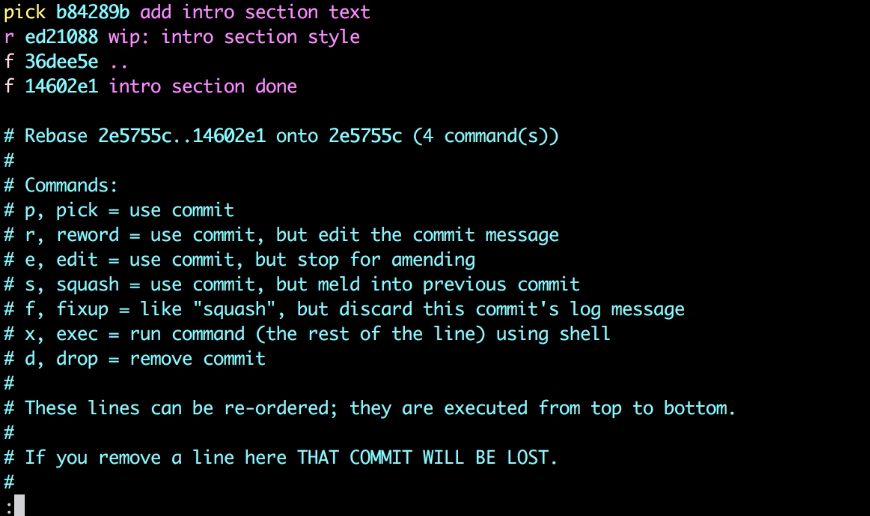 pick b84289b add intro section text
r ed21088 wip: intro section style
f 36dee5e ..
f 14602e1 intro section done

# Rebase 2e5755c..14602e1 onto 2e5755c (4 command(s))
#
# Commands:
# p, pick = use commit
# r, reword = use commit, but edit the commit message
# e, edit = use commit, but stop for amending
# s, squash = use commit, but meld into previous commit
# f, fixup = like "squash", but discard this commit's log message
# x, exec = run command (the rest of the line) using shell
# d, drop = remove commit
#
# These lines can be re-ordered; they are executed from top to bottom.
#
# If you remove a line here THAT COMMIT WILL BE LOST.
#
: